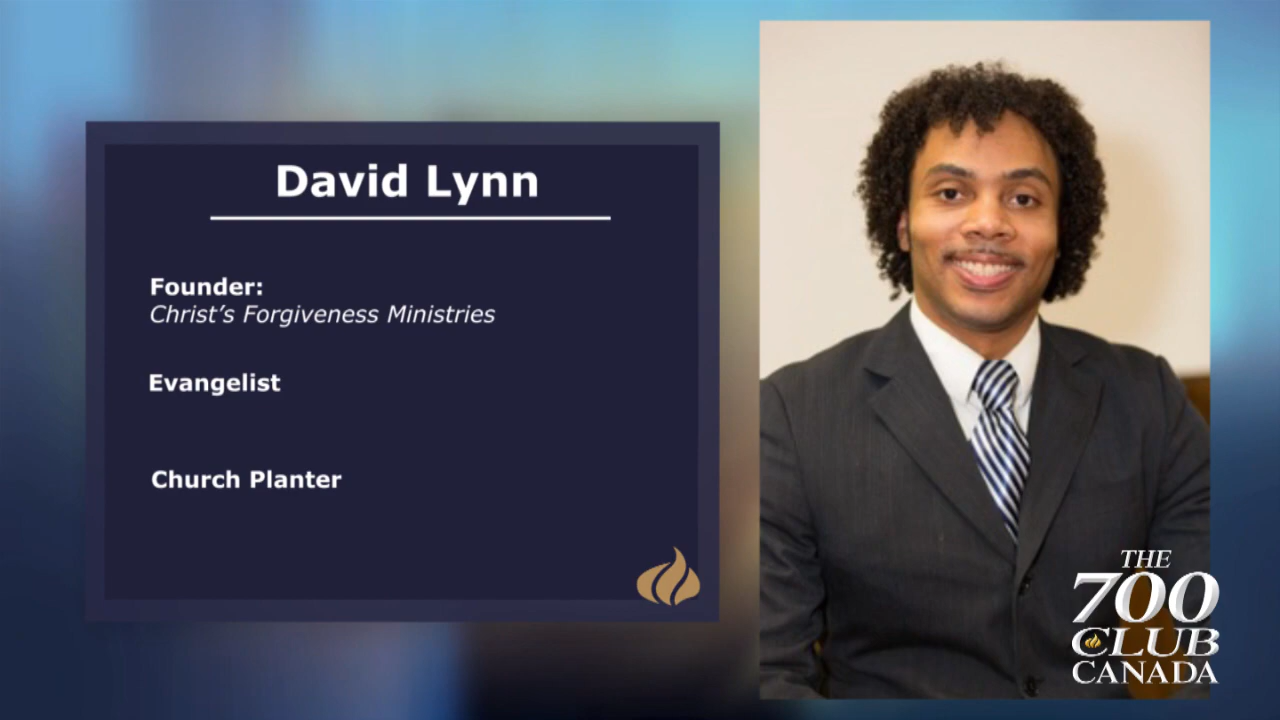 David Lynn
Founder:
Christ's Forgiveness Ministries
Evangelist
Church Planter
THE
700
CLUB
CANADA